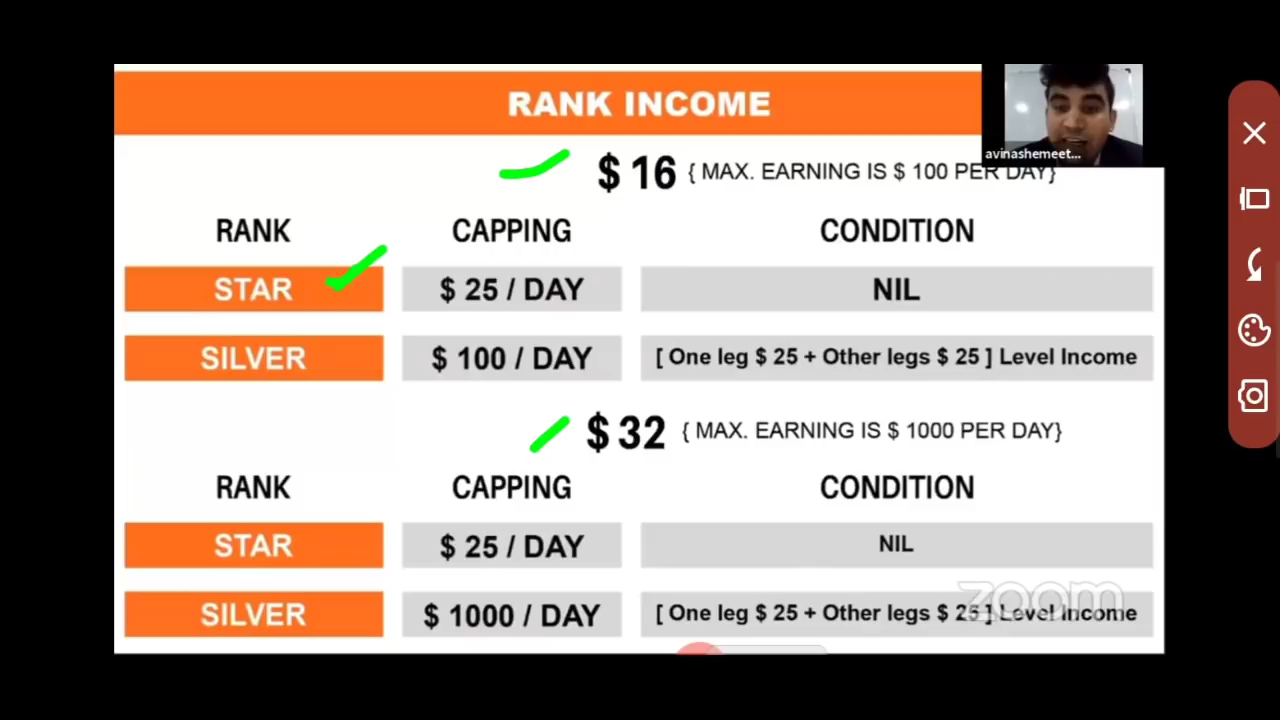 RANK INCOME
avinashemeet...
$ 16 { MAX. EARNING IS $ 100 PER DAY}
RANK CAPPING CONDITION
STAR $ 25 / DAY NIL
SILVER $ 100 / DAY [ One leg $ 25 + Other legs $ 25 ] Level Income
$ 32 { MAX. EARNING IS $ 1000 PER DAY}
RANK CAPPING CONDITION
STAR $ 25 / DAY NIL
SILVER $ 1000 / DAY [ One leg $ 25 + Other legs $ 25 ] Level Income
zoom